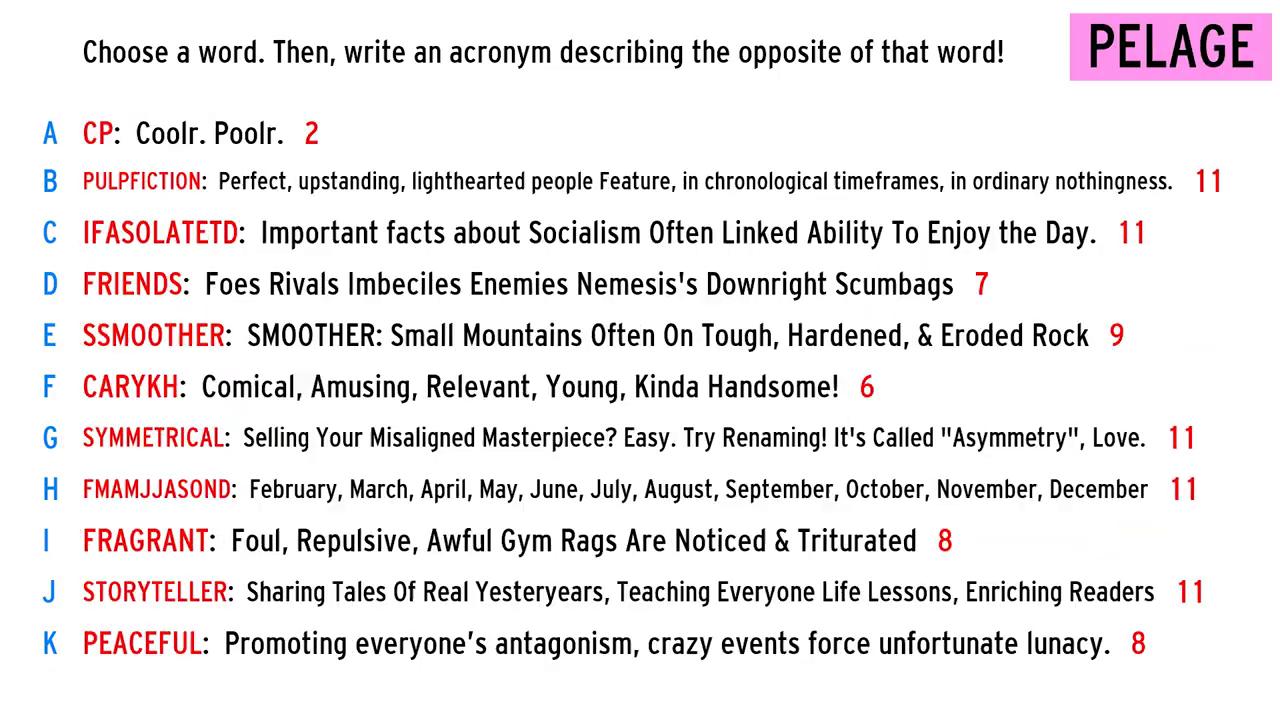 Choose a word. Then, write an acronym describing the opposite of that word!
PELAGE
A CP: Coolr. Poolr. 2
B PULPFICTION: Perfect, upstanding, lighthearted people Feature, in chronological timeframes, in ordinary nothingness. 11
C IFASOLATETD: Important facts about Socialism Often Linked Ability To Enjoy the Day. 11
D FRIENDS: Foes Rivals Imbeciles Enemies Nemesis's Downright Scumbags 7
E SSMOOTHER: SMOOTHER: Small Mountains Often On Tough, Hardened, & Eroded Rock 9
F CARYKH: Comical, Amusing, Relevant, Young, Kinda Handsome! 6
G SYMMETRICAL: Selling Your Misaligned Masterpiece? Easy. Try Renaming! It's Called "Asymmetry", Love. 11
H FMAMJJASOND: February, March, April, May, June, July, August, September, October, November, December 11
I FRAGRANT: Foul, Repulsive, Awful Gym Rags Are Noticed & Triturated 8
J STORYTELLER: Sharing Tales Of Real Yesteryears, Teaching Everyone Life Lessons, Enriching Readers 11
K PEACEFUL: Promoting everyone’s antagonism, crazy events force unfortunate lunacy. 8